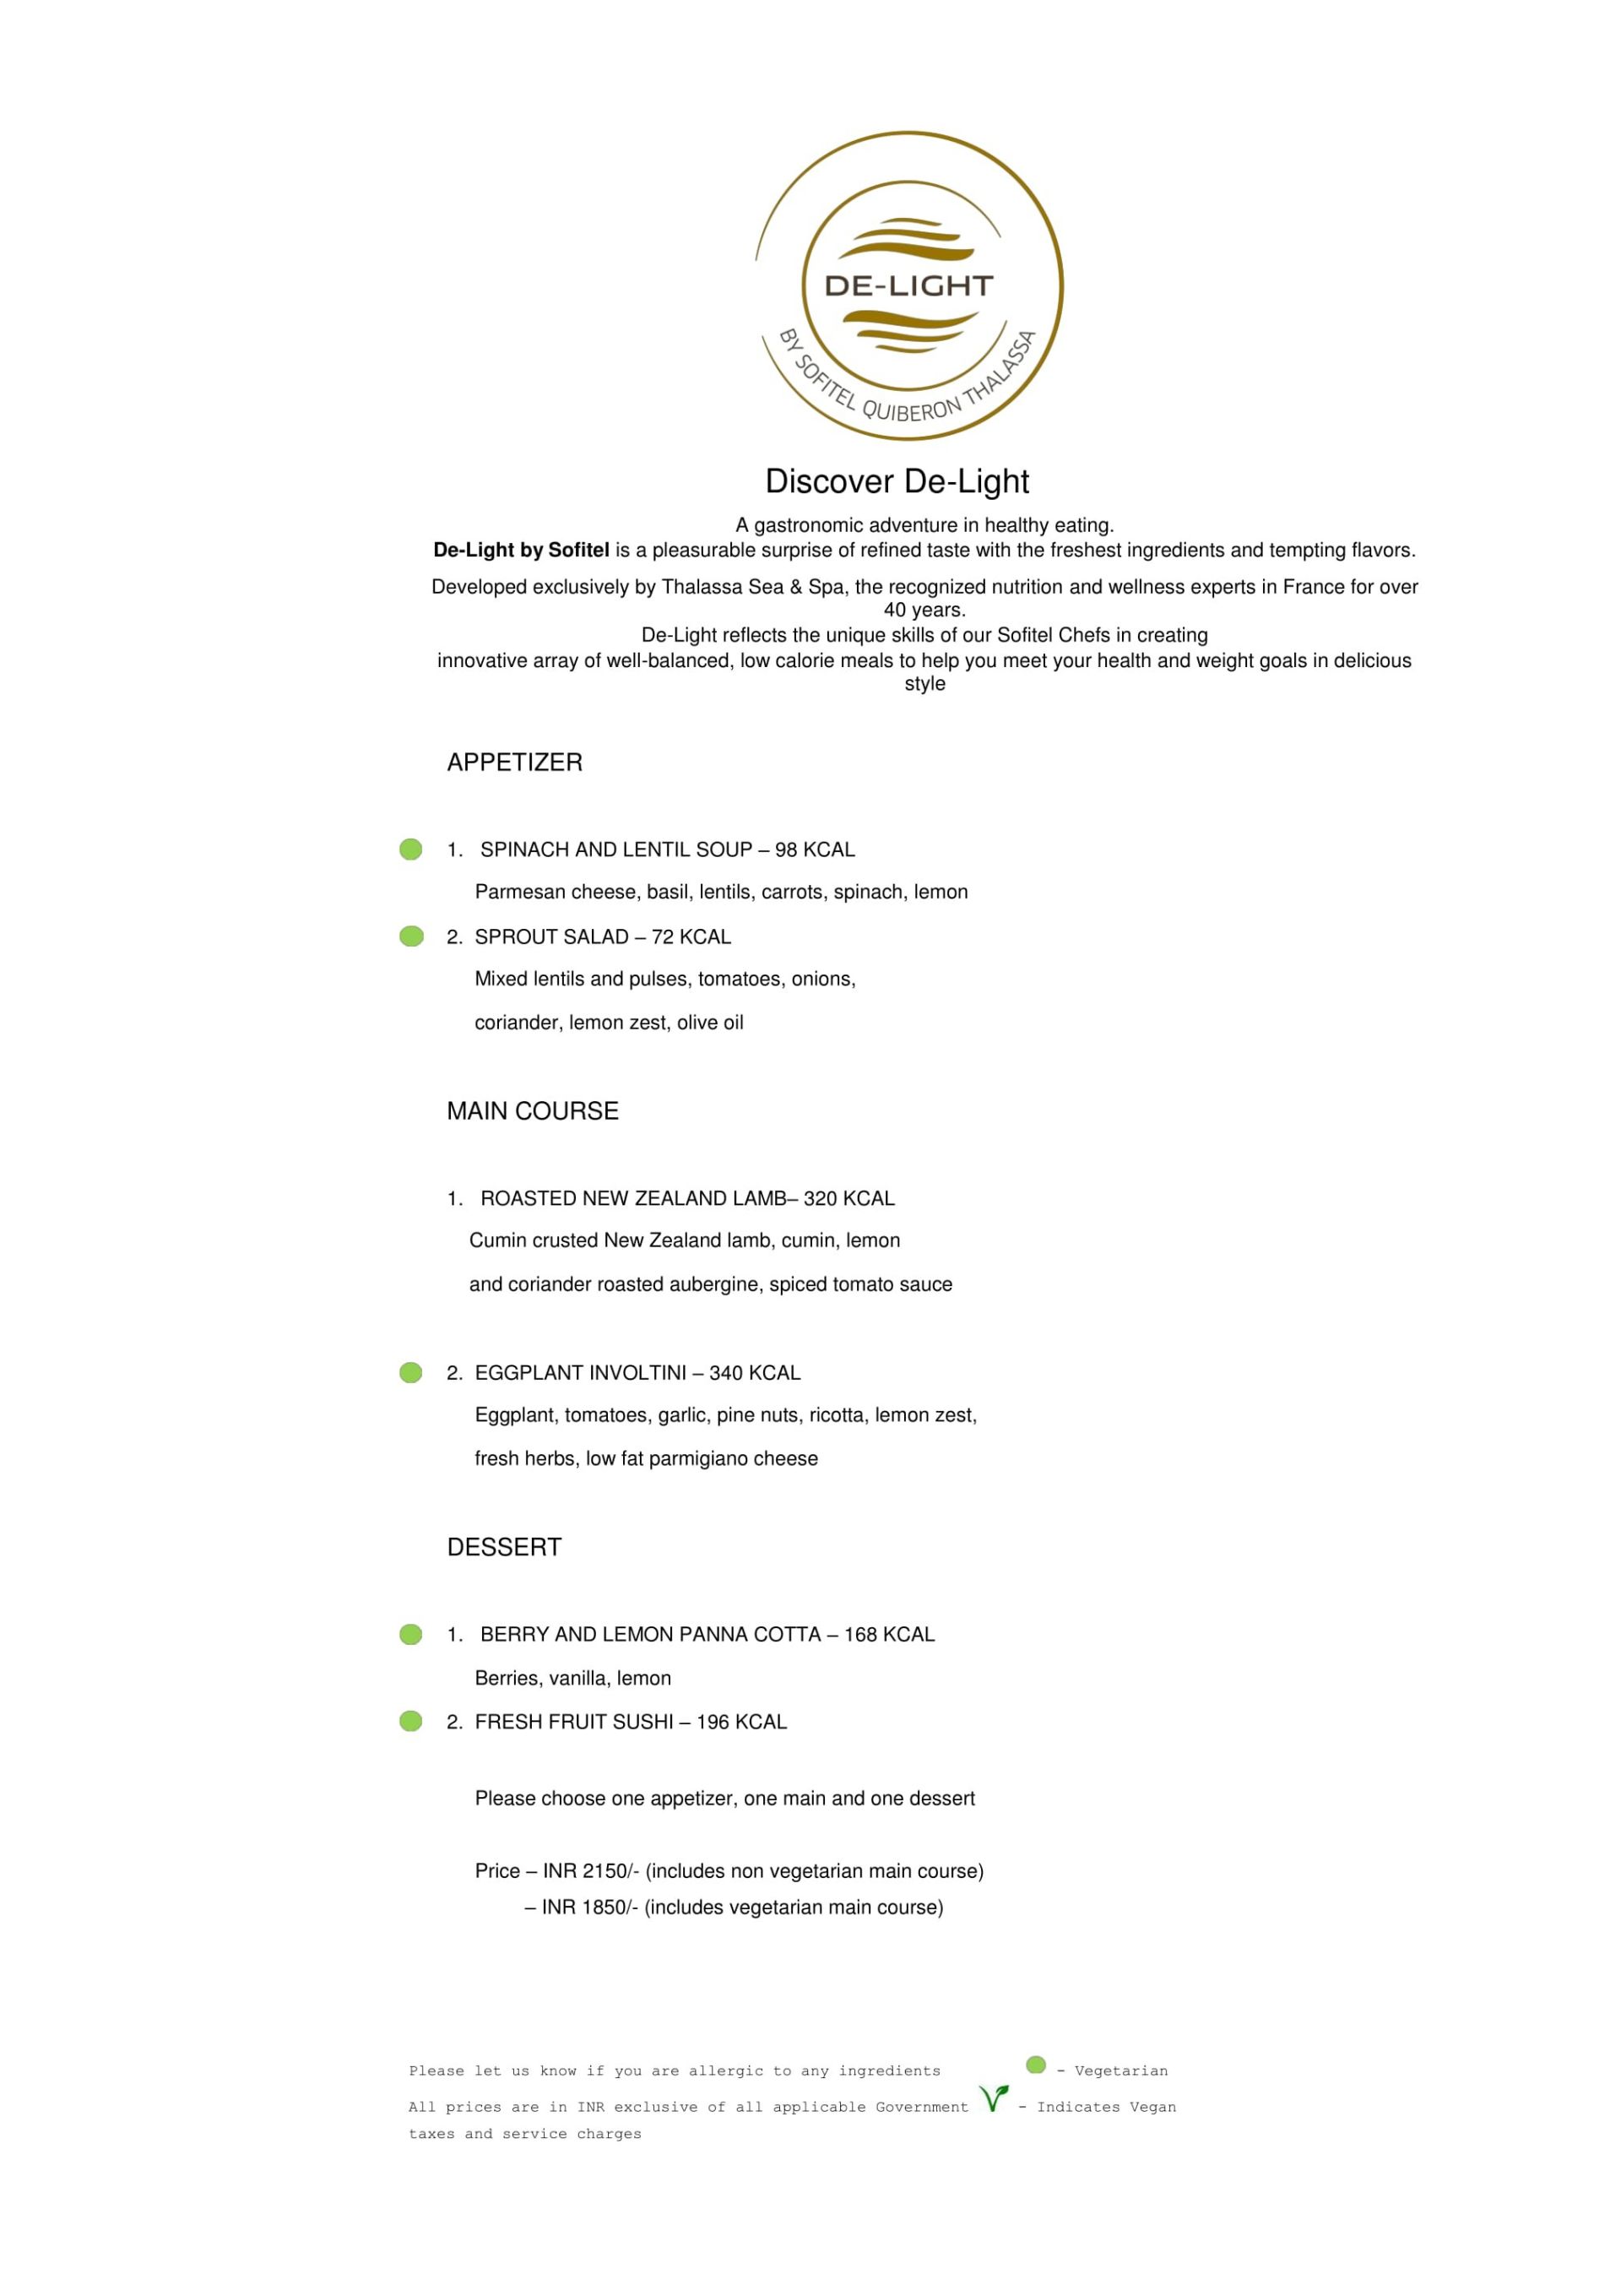 DE-LIGHT
BY SOFITEL QUIBERON THALASSA
Discover De-Light
A gastronomic adventure in healthy eating.
De-Light by Sofitel is a pleasurable surprise of refined taste with the freshest ingredients and tempting flavors.
Developed exclusively by Thalassa Sea & Spa, the recognized nutrition and wellness experts in France for over
40 years.
De-Light reflects the unique skills of our Sofitel Chefs in creating
innovative array of well-balanced, low calorie meals to help you meet your health and weight goals in delicious
style
APPETIZER
1. SPINACH AND LENTIL SOUP – 98 KCAL
Parmesan cheese, basil, lentils, carrots, spinach, lemon
2. SPROUT SALAD – 72 KCAL
Mixed lentils and pulses, tomatoes, onions,
coriander, lemon zest, olive oil
MAIN COURSE
1. ROASTED NEW ZEALAND LAMB– 320 KCAL
Cumin crusted New Zealand lamb, cumin, lemon
and coriander roasted aubergine, spiced tomato sauce
2. EGGPLANT INVOLTINI – 340 KCAL
Eggplant, tomatoes, garlic, pine nuts, ricotta, lemon zest,
fresh herbs, low fat parmigiano cheese
DESSERT
1. BERRY AND LEMON PANNA COTTA – 168 KCAL
Berries, vanilla, lemon
2. FRESH FRUIT SUSHI – 196 KCAL
Please choose one appetizer, one main and one dessert
Price – INR 2150/- (includes non vegetarian main course)
– INR 1850/- (includes vegetarian main course)
Please let us know if you are allergic to any ingredients – Vegetarian
All prices are in INR exclusive of all applicable Government – Indicates Vegan
taxes and service charges